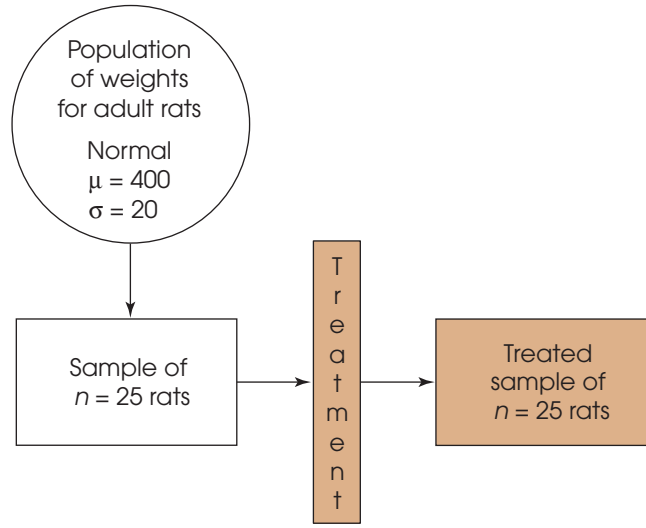 Population
of weights
for adult rats
Normal
μ = 400
σ = 20
Sample of
n = 25 rats
T
r
e
a
t
m
e
n
t
Treated
sample of
n = 25 rats